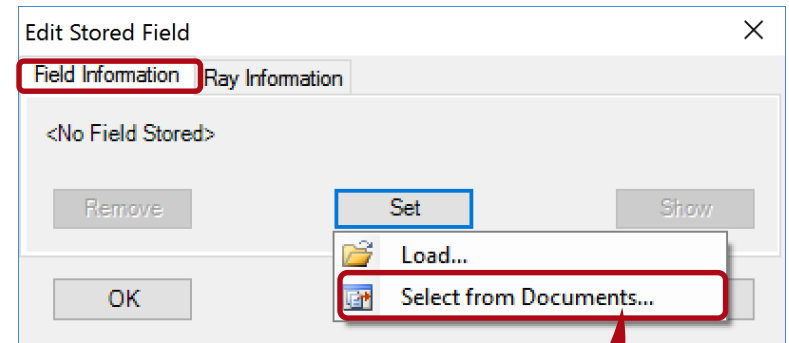 Edit Stored Field
Field Information Ray Information
<No Field Stored>
Remove Set Show
Load...
OK Select from Documents...